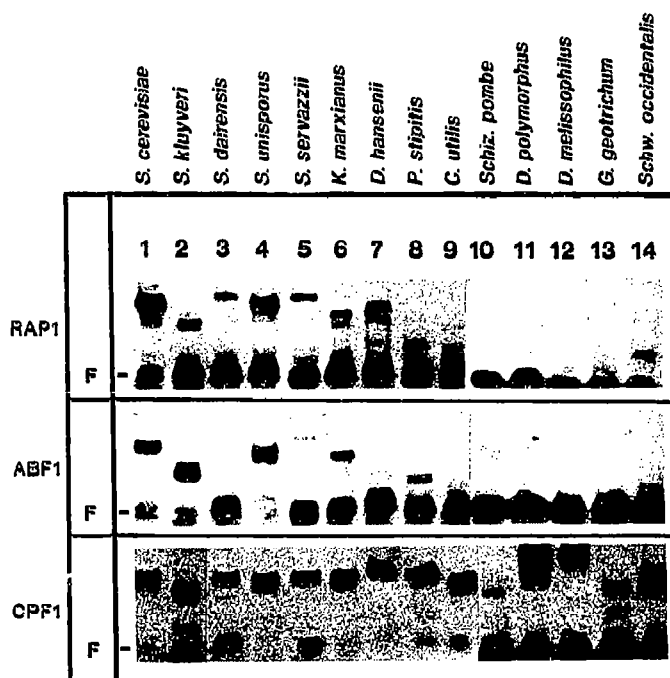 S. cerevisiae
S. kluyveri
S. dairensis
S. unisporus
S. servazzii
K. marxianus
D. hansenii
P. stipitis
C. utilis
Schiz. pombe
D. polymorphus
D. melissophilus
G. geotrichum
Schw. occidentalis
1 2 3 4 5 6 7 8 9 10 11 12 13 14
RAP1
F -
ABF1
F -
CPF1
F -